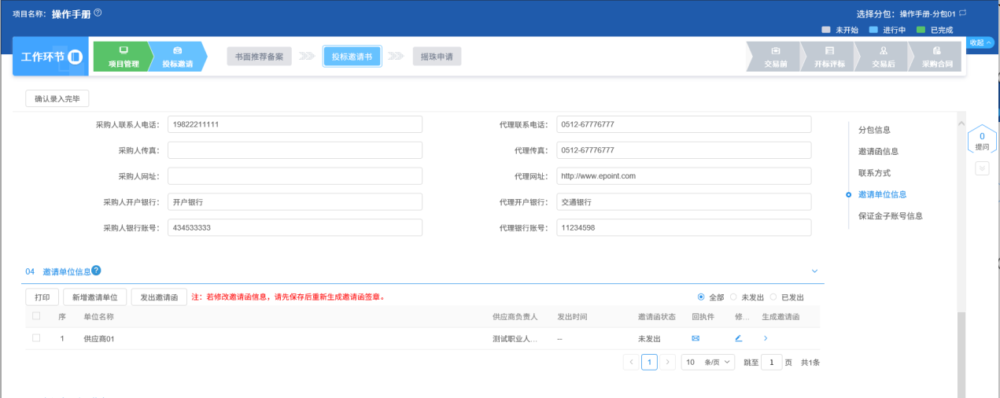 项目名称: 操作手册
选择分包: 操作手册-分包01
未开始 进行中 已完成
收起
工作环节
项目管理
投标邀请
书面推荐备案
投标邀请书
摇珠申请
交易前
开标评标
交易后
采购合同
确认录入完毕
采购人联系人电话: 19822211111 代理联系电话: 0512-67776777
采购人传真: 代理传真: 0512-67776777
采购人网址: 代理网址: http://www.epoint.com
采购人开户银行: 开户银行 代理开户银行: 交通银行
采购人银行账号: 434533333 代理银行账号: 11234598
分包信息
邀请函信息
联系方式
邀请单位信息
保证金子账号信息
0
提问
04 邀请单位信息
打印 新增邀请单位 发出邀请函 注：若修改邀请函信息，请先保存后重新生成邀请函签章。 全部 未发出 已发出
序 单位名称 供应商负责人 发出时间 邀请函状态 回执件 修... 生成邀请函
1 供应商01 测试职业人... -- 未发出
1 10 条/页 跳至 1 页 共1条